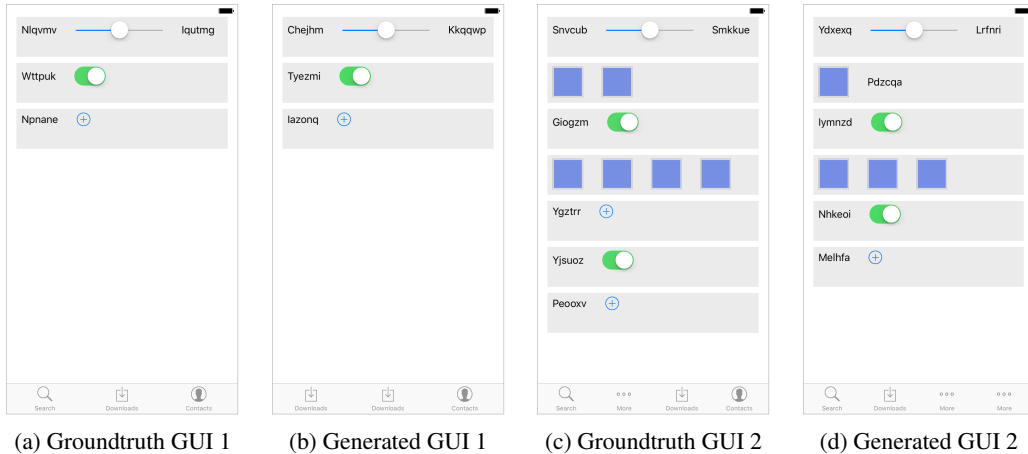 Nlqvmv Iqutmg Chejhm Kkqqwp Snvcub Smkkue Ydxexq Lrfnri
Wttpuk Tyezmi Pdzcqa
Npnane Iazonq Giogzm Iymnzd
Ygztrr Nhkeoi
Yjsuoz Melhfa
Peooxv
Search Downloads Contacts Downloads Downloads Contacts Search More Downloads Contacts Search Downloads More More
(a) Groundtruth GUI 1 (b) Generated GUI 1 (c) Groundtruth GUI 2 (d) Generated GUI 2